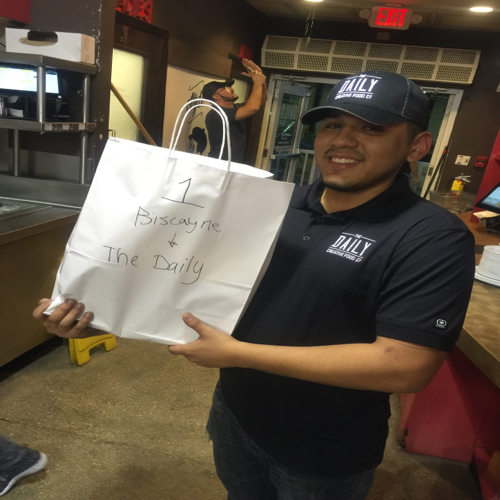 EXIT
THE
DAILY
CREATIVE FOOD CO.
1
Biscayne
+
The Daily
THE
DAILY
CREATIVE FOOD CO.